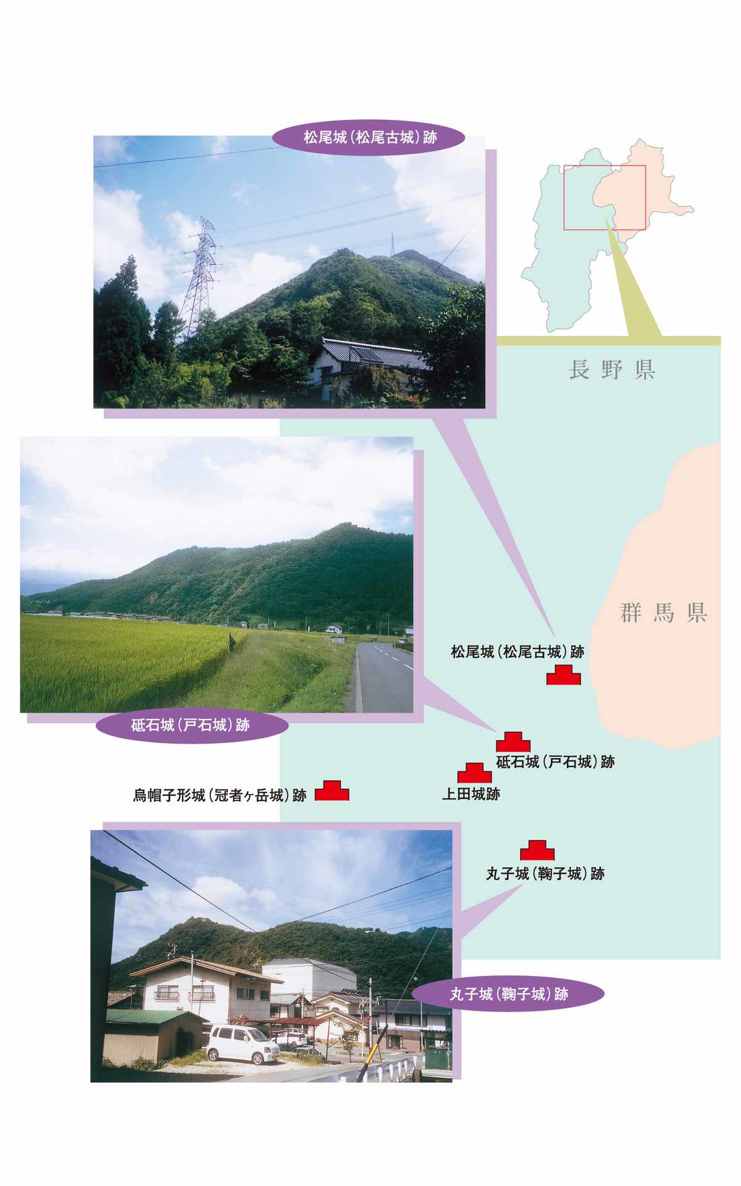 松尾城（松尾古城）跡
長野県
群馬県
松尾城（松尾古城）跡
砥石城（戸石城）跡
砥石城（戸石城）跡
烏帽子形城（冠者ヶ岳城）跡
上田城跡
丸子城（鞠子城）跡
丸子城（鞠子城）跡